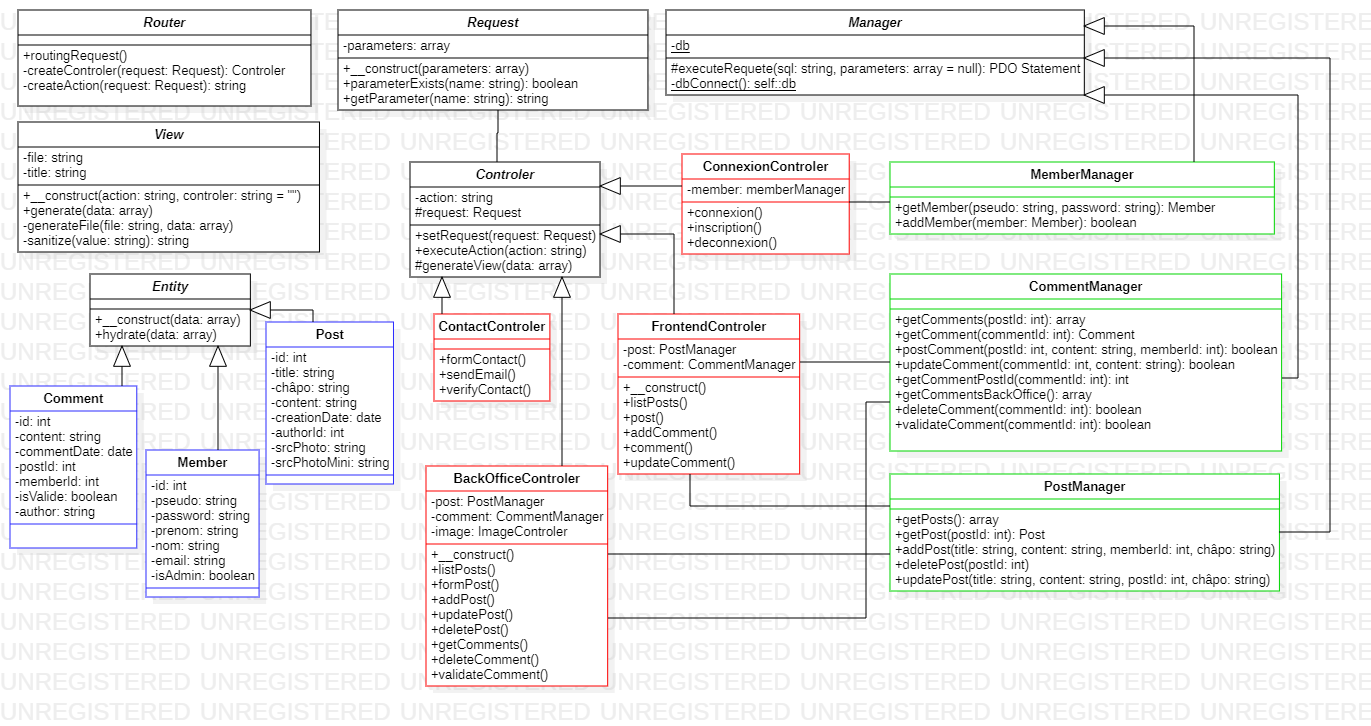 Router
+routingRequest()
-createControler(request: Request): Controler
-createAction(request: Request): string
Request
-parameters: array
+__construct(parameters: array)
+parameterExists(name: string): boolean
+getParameter(name: string): string
Manager
-db
#executeRequete(sql: string, parameters: array = null): PDO Statement
-dbConnect(): self::db
View
-file: string
-title: string
+__construct(action: string, controler: string = "")
+generate(data: array)
-generateFile(file: string, data: array)
-sanitize(value: string): string
Controler
-action: string
#request: Request
+setRequest(request: Request)
+executeAction(action: string)
#generateView(data: array)
ConnexionControler
-member: memberManager
+connexion()
+inscription()
+deconnexion()
MemberManager
+getMember(pseudo: string, password: string): Member
+addMember(member: Member): boolean
Entity
+__construct(data: array)
+hydrate(data: array)
Post
-id: int
-title: string
-châpo: string
-content: string
-creationDate: date
-authorId: int
-srcPhoto: string
-srcPhotoMini: string
ContactControler
+formContact()
+sendEmail()
+verifyContact()
FrontendControler
-post: PostManager
-comment: CommentManager
+__construct()
+listPosts()
+post()
+addComment()
+comment()
+updateComment()
CommentManager
+getComments(postId: int): array
+getComment(commentId: int): Comment
+postComment(postId: int, content: string, memberId: int): boolean
+updateComment(commentId: int, content: string): boolean
+getCommentPostId(commentId: int): int
+getCommentsBackOffice(): array
+deleteComment(commentId: int): boolean
+validateComment(commentId: int): boolean
Comment
-id: int
-content: string
-commentDate: date
-postId: int
-memberId: int
-isValide: boolean
-author: string
Member
-id: int
-pseudo: string
-password: string
-prenom: string
-nom: string
-email: string
-isAdmin: boolean
BackOfficeControler
-post: PostManager
-comment: CommentManager
-image: ImageControler
+__construct()
+listPosts()
+formPost()
+addPost()
+updatePost()
+deletePost()
+getComments()
+deleteComment()
+validateComment()
PostManager
+getPosts(): array
+getPost(postId: int): Post
+addPost(title: string, content: string, memberId: int, châpo: string)
+deletePost(postId: int)
+updatePost(title: string, content: string, postId: int, châpo: string)
UNREGISTERED UNREGISTERED UNREGISTERED UNREGISTERED UNREGISTERED UNREGISTERED UNREGISTERED